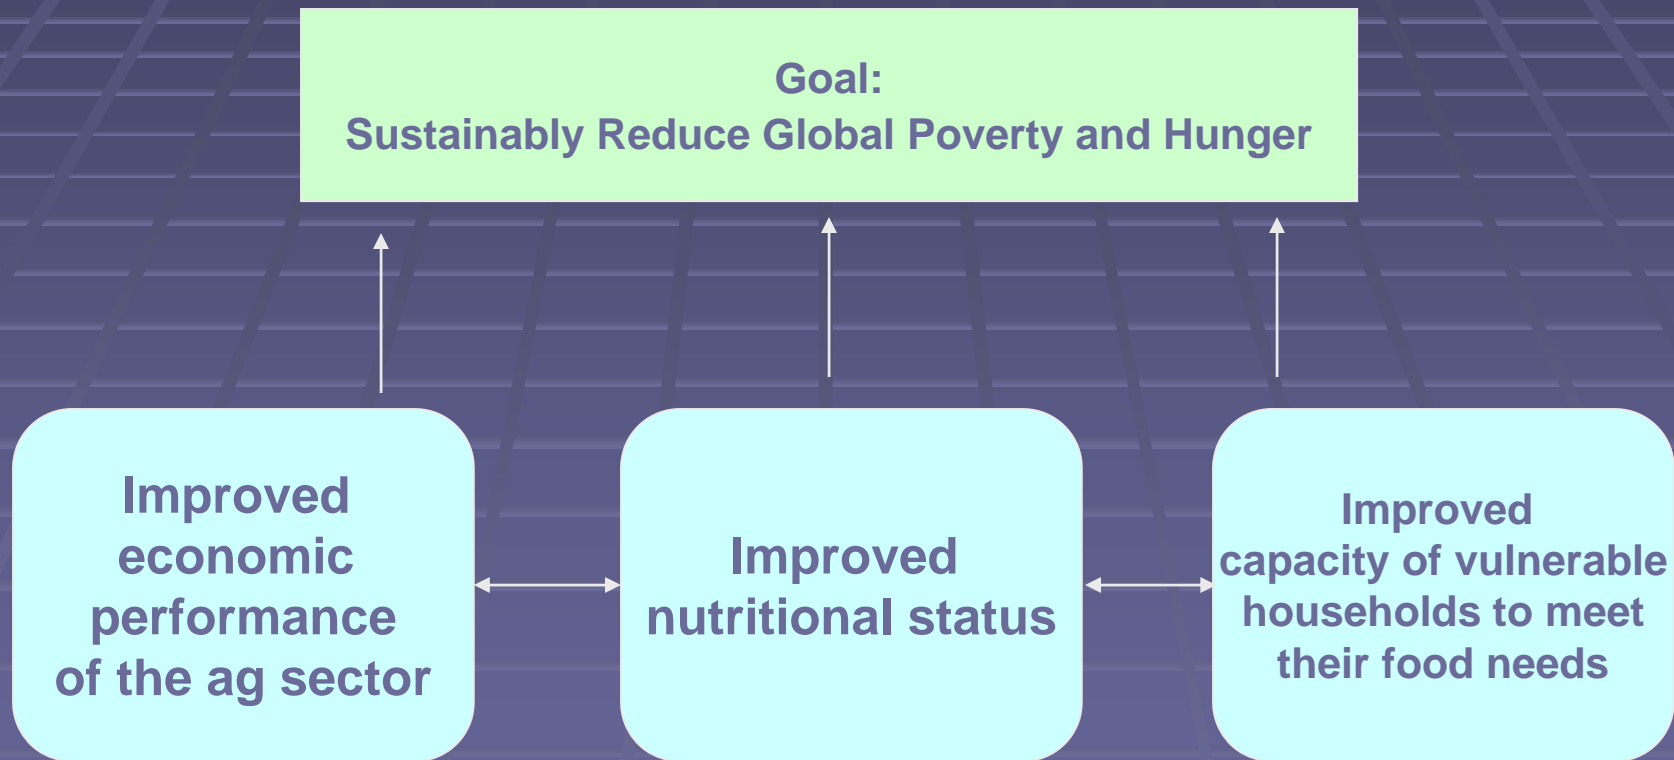 Goal:
Sustainably Reduce Global Poverty and Hunger
Improved
economic
performance
of the ag sector
Improved
nutritional status
Improved
capacity of vulnerable
households to meet
their food needs